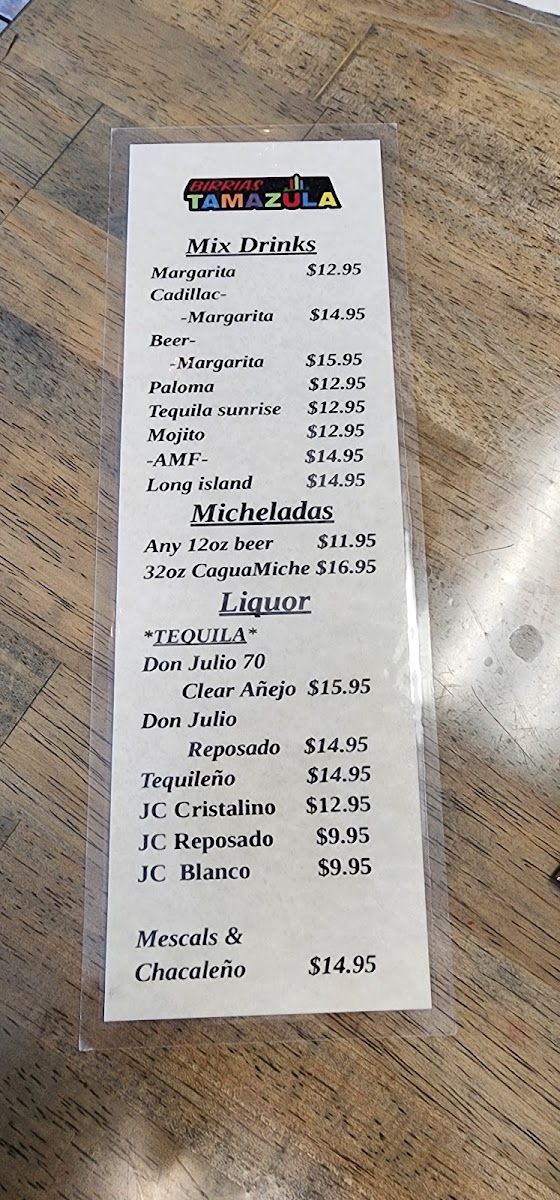 BIRRIAS
TAMAZULA
Mix Drinks
Margarita $12.95
Cadillac-
-Margarita $14.95
Beer-
-Margarita $15.95
Paloma $12.95
Tequila sunrise $12.95
Mojito $12.95
-AMF- $14.95
Long island $14.95
Micheladas
Any 12oz beer $11.95
32oz CaguaMiche $16.95
Liquor
*TEQUILA*
Don Julio 70
Clear Añejo $15.95
Don Julio
Reposado $14.95
Tequileño $14.95
JC Cristalino $12.95
JC Reposado $9.95
JC Blanco $9.95
Mescals &
Chacaleño $14.95